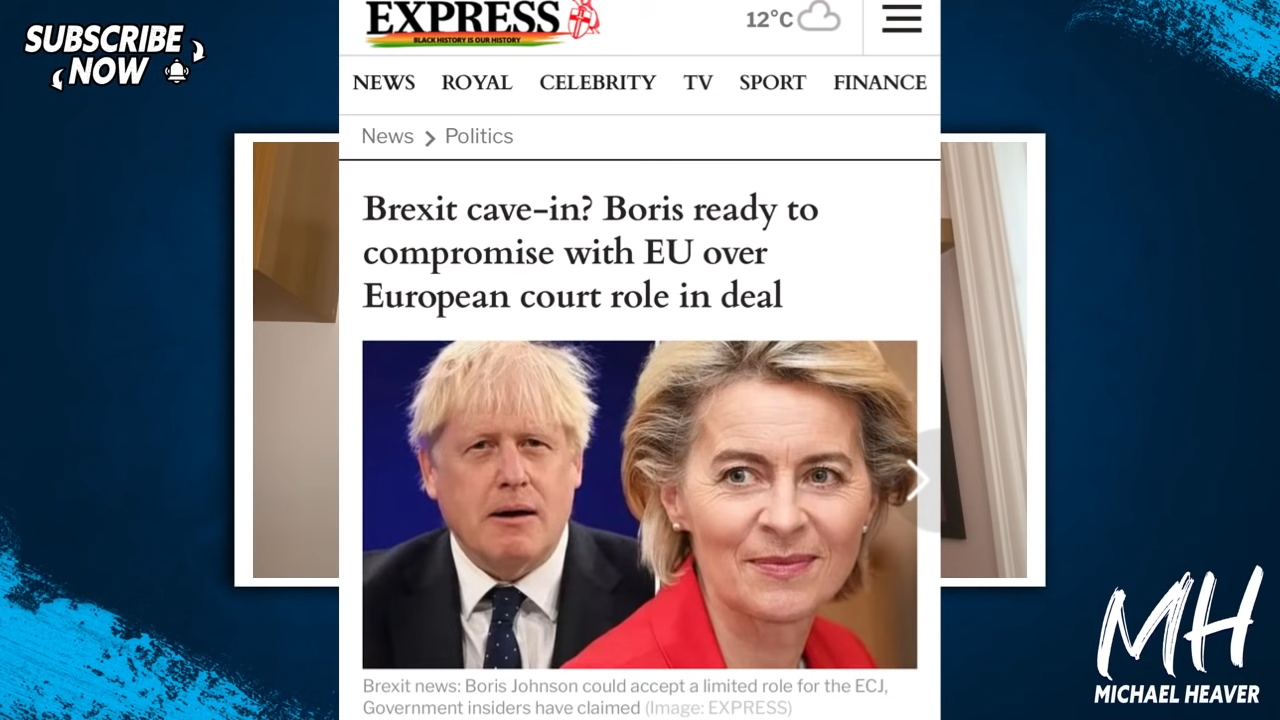 SUBSCRIBE
NOW
EXPRESS
BLACK HISTORY IS OUR HISTORY
12°C
NEWS ROYAL CELEBRITY TV SPORT FINANCE
News > Politics
Brexit cave-in? Boris ready to
compromise with EU over
European court role in deal
Brexit news: Boris Johnson could accept a limited role for the ECJ,
Government insiders have claimed (Image: EXPRESS)
MH
MICHAEL HEAVER